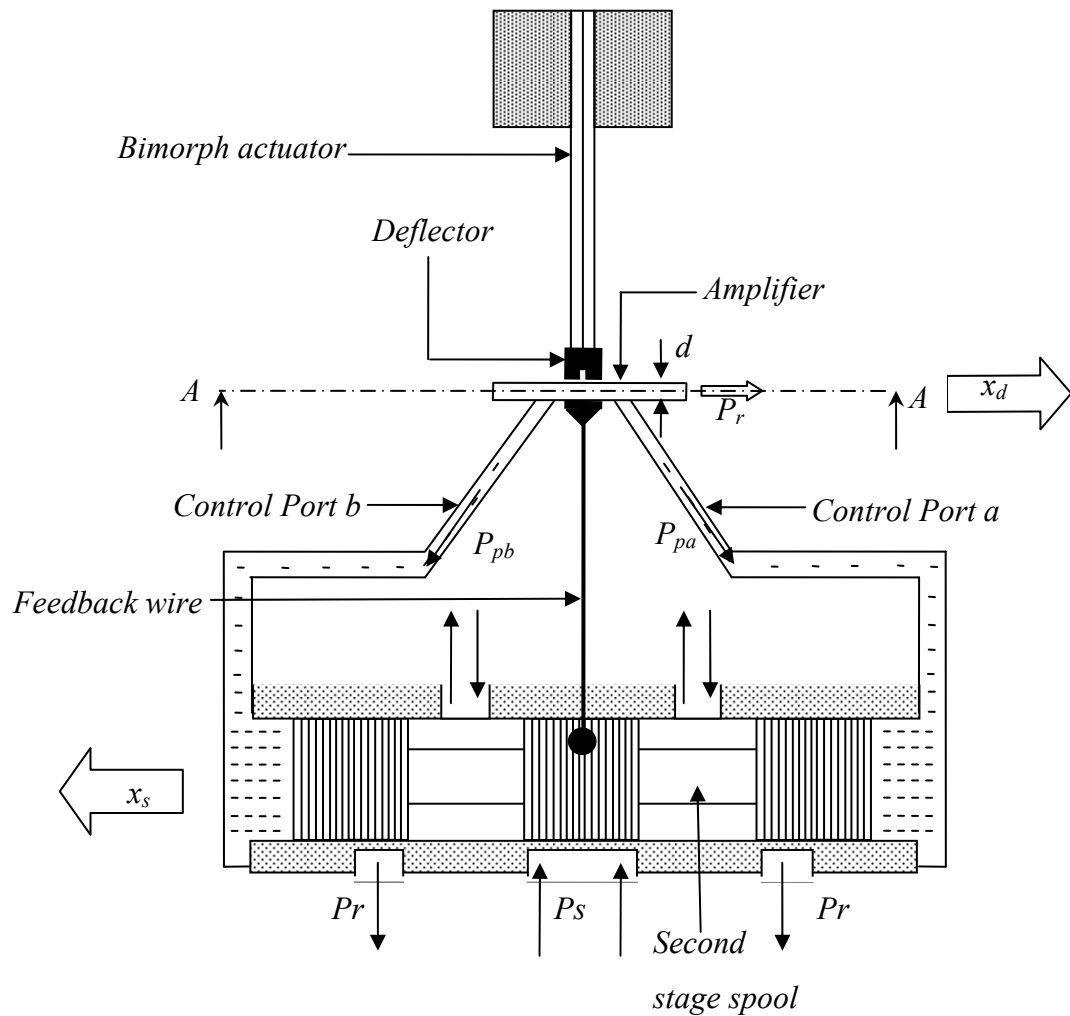 Bimorph actuator
Deflector
Amplifier
d
A
P_r
A
x_d
Control Port b
Control Port a
P_pb
P_pa
Feedback wire
x_s
Pr
Ps
Pr
Second
stage spool